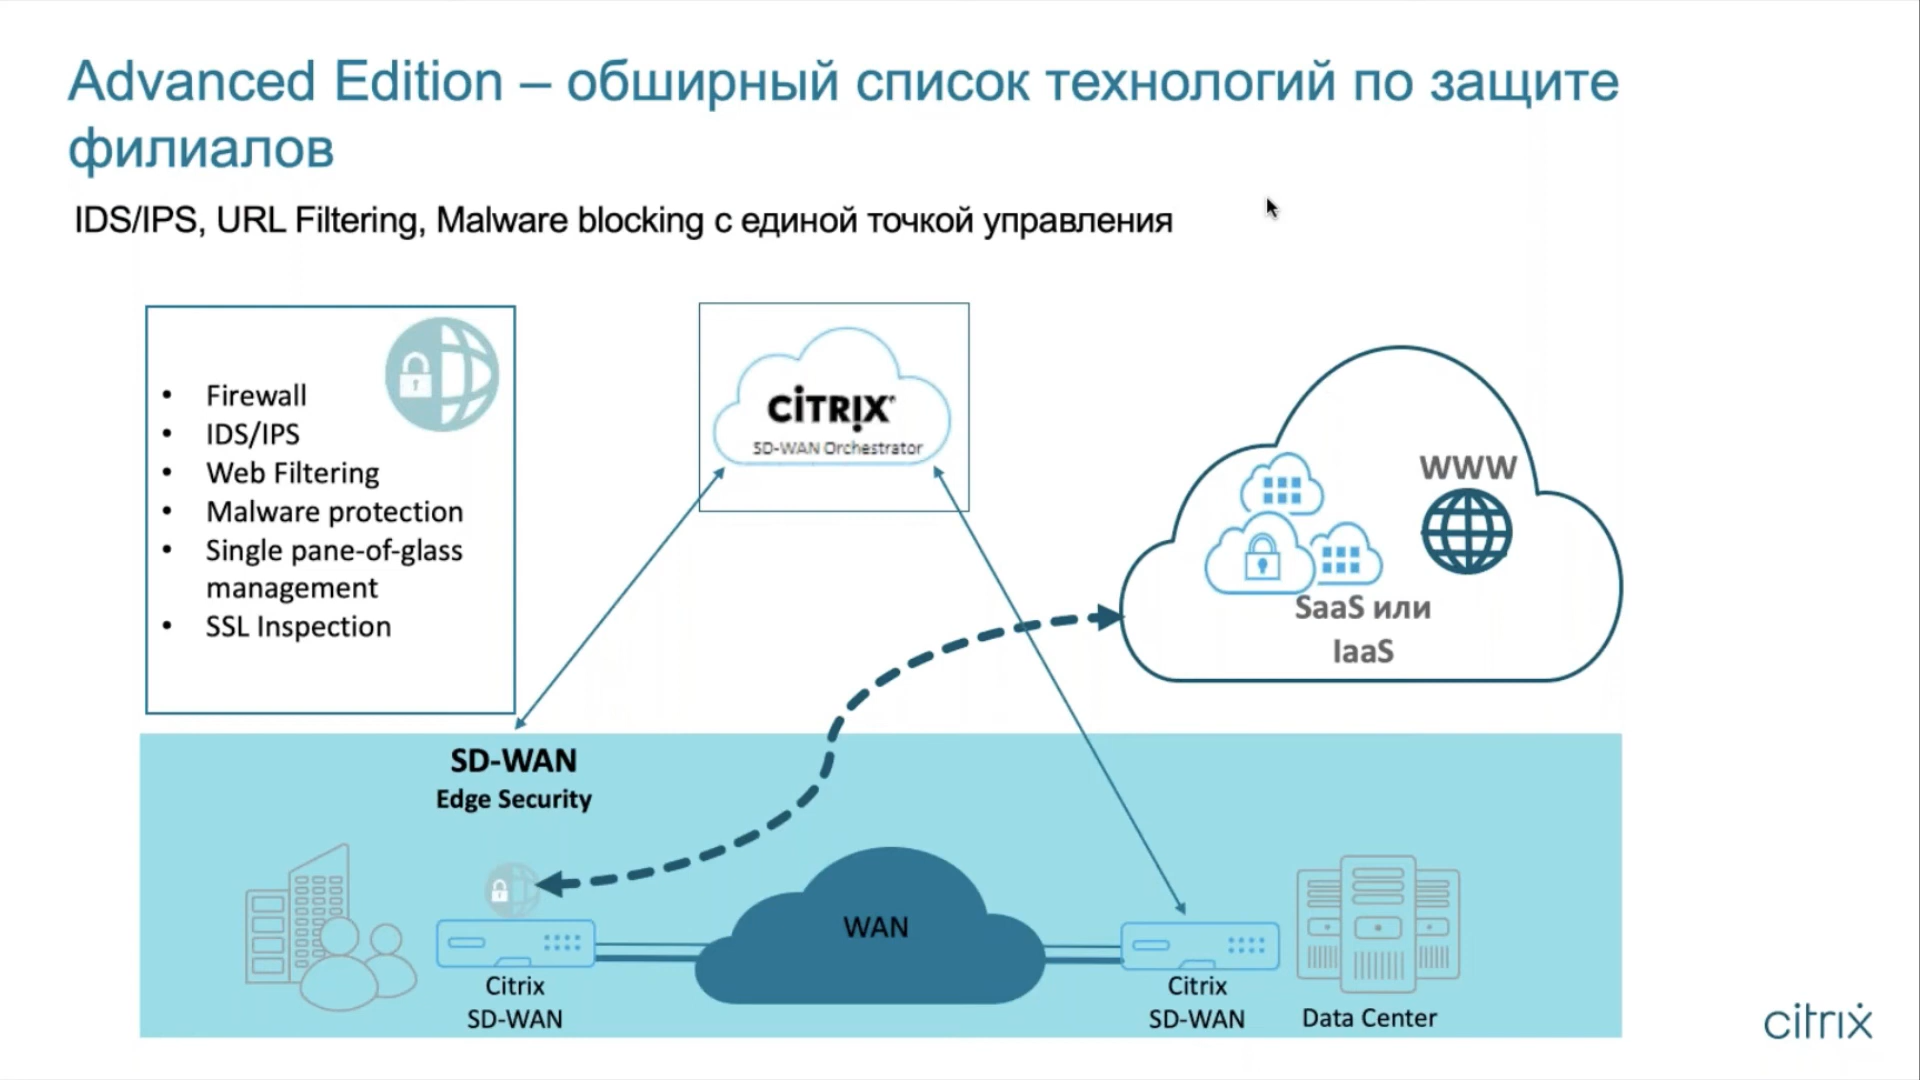 Advanced Edition – обширный список технологий по защите
филиалов
IDS/IPS, URL Filtering, Malware blocking с единой точкой управления
• Firewall
• IDS/IPS
• Web Filtering
• Malware protection
• Single pane-of-glass
management
• SSL Inspection
CİTRIX®
SD-WAN Orchestrator
WWW
SaaS или
IaaS
SD-WAN
Edge Security
WAN
Citrix
SD-WAN
Citrix
SD-WAN
Data Center
citrix